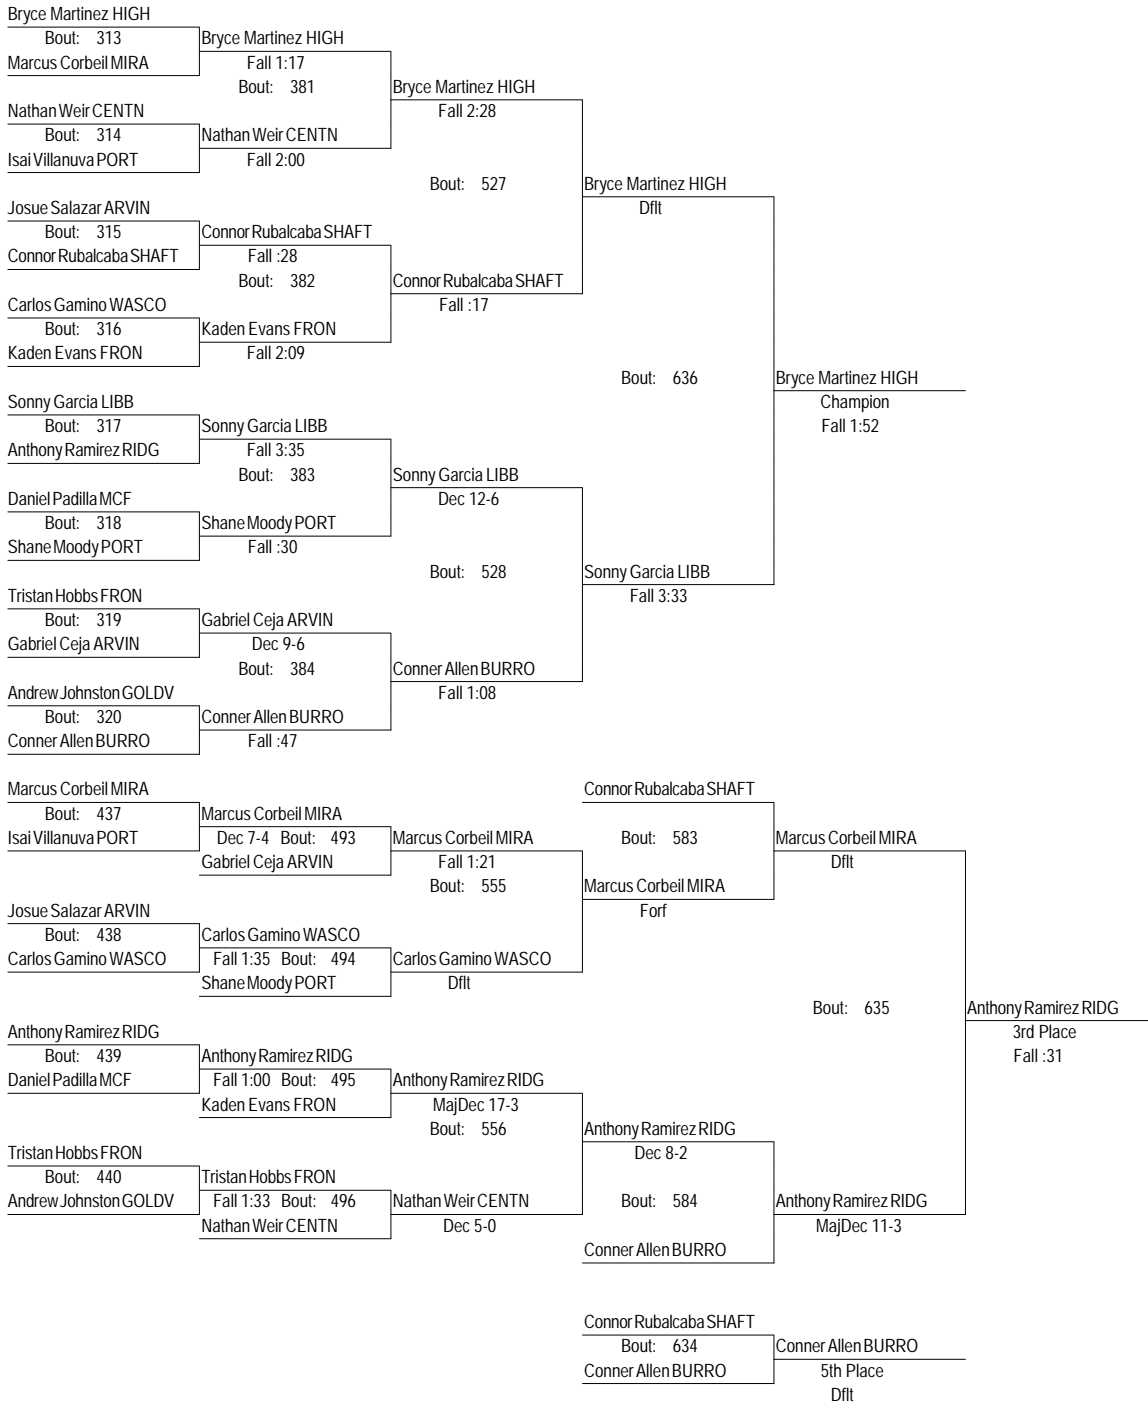 Bryce Martinez HIGH
Bout: 313 Bryce Martinez HIGH
Marcus Corbeil MIRA Fall 1:17
Bout: 381 Bryce Martinez HIGH
Nathan Weir CENTN Fall 2:28
Bout: 314 Nathan Weir CENTN
Isai Villanuva PORT Fall 2:00
Bout: 527 Bryce Martinez HIGH
Josue Salazar ARVIN Dflt
Bout: 315 Connor Rubalcaba SHAFT
Connor Rubalcaba SHAFT Fall :28
Bout: 382 Connor Rubalcaba SHAFT
Carlos Gamino WASCO Fall :17
Bout: 316 Kaden Evans FRON
Kaden Evans FRON Fall 2:09
Bout: 636 Bryce Martinez HIGH
Sonny Garcia LIBB Champion
Bout: 317 Sonny Garcia LIBB Fall 1:52
Anthony Ramirez RIDG Fall 3:35
Bout: 383 Sonny Garcia LIBB
Daniel Padilla MCF Dec 12-6
Bout: 318 Shane Moody PORT
Shane Moody PORT Fall :30
Bout: 528 Sonny Garcia LIBB
Tristan Hobbs FRON Fall 3:33
Bout: 319 Gabriel Ceja ARVIN
Gabriel Ceja ARVIN Dec 9-6
Bout: 384 Conner Allen BURRO
Andrew Johnston GOLDV Fall 1:08
Bout: 320 Conner Allen BURRO
Conner Allen BURRO Fall :47
Marcus Corbeil MIRA Connor Rubalcaba SHAFT
Bout: 437 Marcus Corbeil MIRA
Isai Villanuva PORT Dec 7-4 Bout: 493 Marcus Corbeil MIRA Bout: 583 Marcus Corbeil MIRA
Gabriel Ceja ARVIN Fall 1:21 Dflt
Bout: 555 Marcus Corbeil MIRA
Josue Salazar ARVIN Forf
Bout: 438 Carlos Gamino WASCO
Carlos Gamino WASCO Fall 1:35 Bout: 494 Carlos Gamino WASCO
Shane Moody PORT Dflt
Bout: 635 Anthony Ramirez RIDG
Anthony Ramirez RIDG 3rd Place
Bout: 439 Anthony Ramirez RIDG Fall :31
Daniel Padilla MCF Fall 1:00 Bout: 495 Anthony Ramirez RIDG
Kaden Evans FRON MajDec 17-3
Bout: 556 Anthony Ramirez RIDG
Tristan Hobbs FRON Dec 8-2
Bout: 440 Tristan Hobbs FRON
Andrew Johnston GOLDV Fall 1:33 Bout: 496 Nathan Weir CENTN Bout: 584 Anthony Ramirez RIDG
Nathan Weir CENTN Dec 5-0 MajDec 11-3
Conner Allen BURRO
Connor Rubalcaba SHAFT
Bout: 634 Conner Allen BURRO
Conner Allen BURRO 5th Place
Dflt